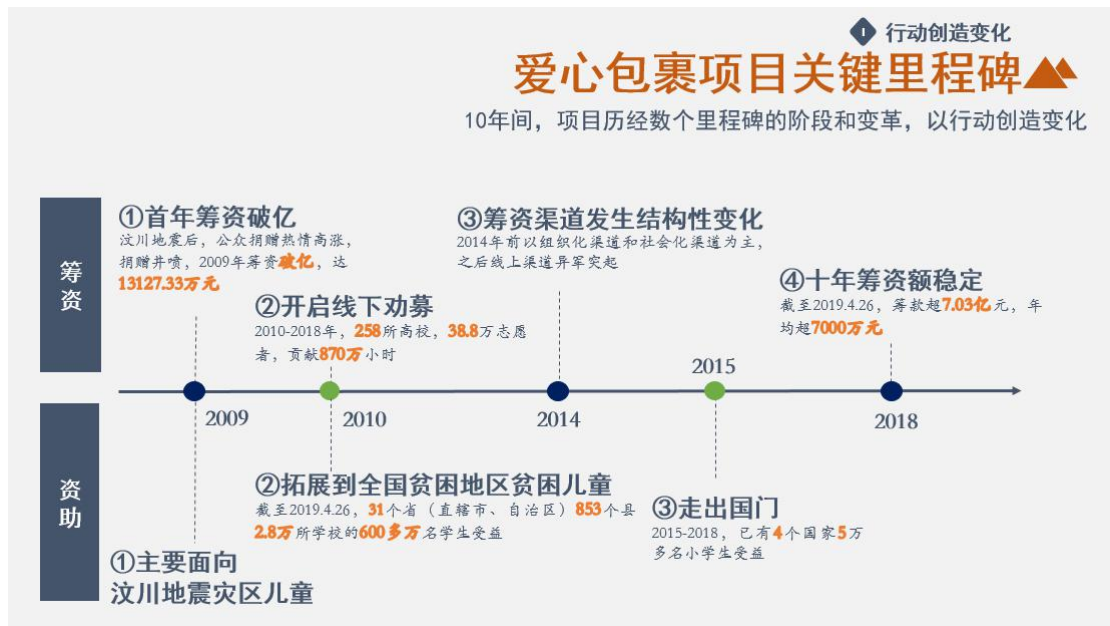 I 行动创造变化
爱心包裹项目关键里程碑
10年间，项目历经数个里程碑的阶段和变革，以行动创造变化
筹资
①首年筹资破亿
汶川地震后，公众捐赠热情高涨，
捐赠井喷，2009年筹资破亿，达
13127.33万元
②开启线下劝募
2010-2018年，258所高校，38.8万志愿
者，贡献870万小时
③筹资渠道发生结构性变化
2014年前以组织化渠道和社会化渠道为主，
之后线上渠道异军突起
④十年筹资额稳定
截至2019.4.26，筹款超7.03亿元，年
均超7000万元
2009
2010
2014
2015
2018
资助
①主要面向
汶川地震灾区儿童
②拓展到全国贫困地区贫困儿童
截至2019.4.26，31个省（直辖市、自治区）853个县
2.8万所学校的600多万名学生受益
③走出国门
2015-2018，已有4个国家5万
多名小学生受益